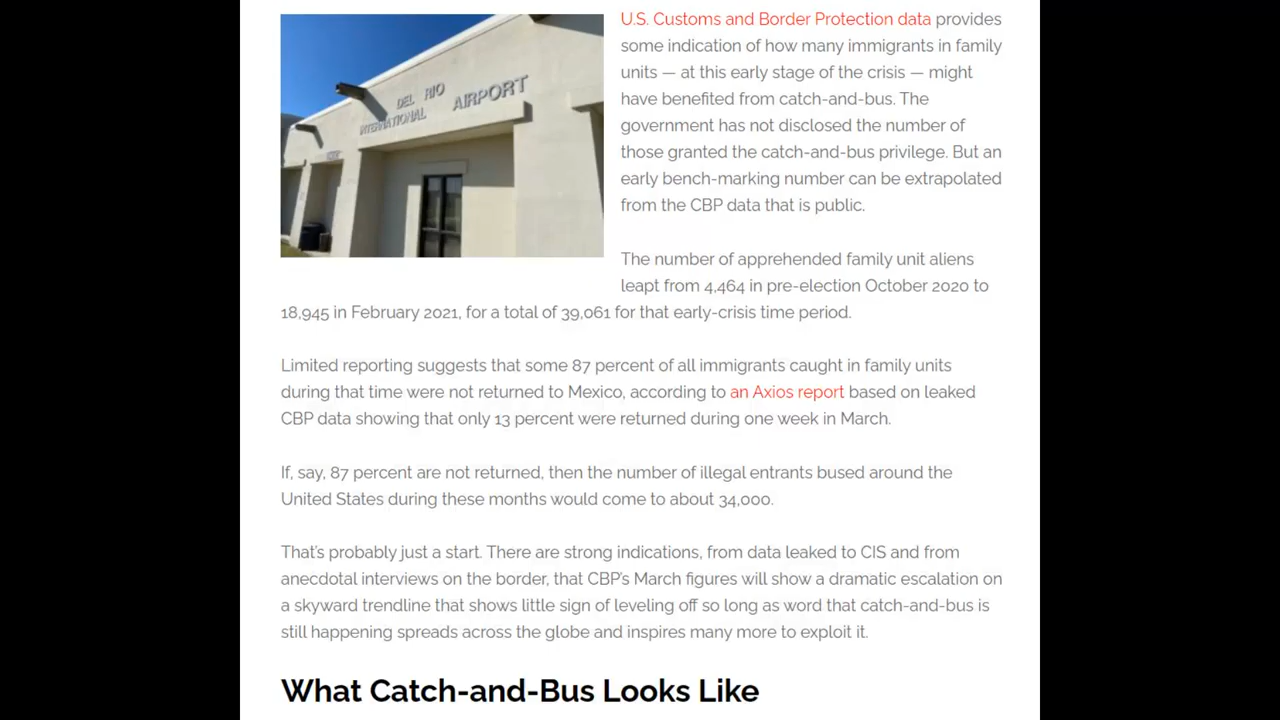 DEL RIO
INTERNATIONAL AIRPORT
U.S. Customs and Border Protection data provides
some indication of how many immigrants in family
units — at this early stage of the crisis — might
have benefited from catch-and-bus. The
government has not disclosed the number of
those granted the catch-and-bus privilege. But an
early bench-marking number can be extrapolated
from the CBP data that is public.
The number of apprehended family unit aliens
leapt from 4,464 in pre-election October 2020 to
18,945 in February 2021, for a total of 39,061 for that early-crisis time period.
Limited reporting suggests that some 87 percent of all immigrants caught in family units
during that time were not returned to Mexico, according to an Axios report based on leaked
CBP data showing that only 13 percent were returned during one week in March.
If, say, 87 percent are not returned, then the number of illegal entrants bused around the
United States during these months would come to about 34,000.
That's probably just a start. There are strong indications, from data leaked to CIS and from
anecdotal interviews on the border, that CBP's March figures will show a dramatic escalation on
a skyward trendline that shows little sign of leveling off so long as word that catch-and-bus is
still happening spreads across the globe and inspires many more to exploit it.
What Catch-and-Bus Looks Like